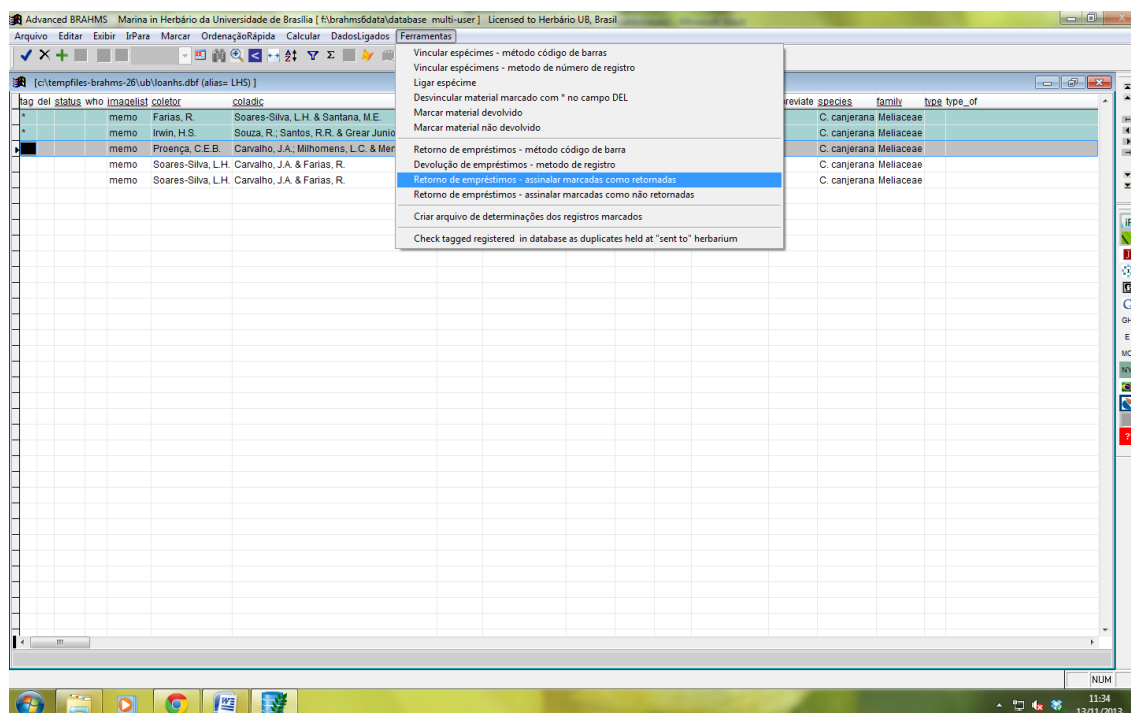 Advanced BRAHMS Marina in Herbário da Universidade de Brasília [ f:\brahms6data\database multi-user ] Licensed to Herbário UB, Brasil
Arquivo Editar Exibir IrPara Marcar OrdenaçãoRápida Calcular DadosLigados Ferramentas
Vincular espécimes - método código de barras
Vincular espécimens - metodo de número de registro
Ligar espécime
Desvincular material marcado com * no campo DEL
Marcar material devolvido
Marcar material não devolvido
Retorno de empréstimos - método código de barra
Devolução de empréstimos - metodo de registro
Retorno de empréstimos - assinalar marcadas como retornadas
Retorno de empréstimos - assinalar marcadas como não retornadas
Criar arquivo de determinações dos registros marcados
Check tagged registered in database as duplicates held at "sent to" herbarium
[c:\tempfiles-brahms-26\ub\loanhs.dbf (alias= LHS) ]
tag del status who imagelist coletor coladic reviate species family type type_of
* memo Farias, R. Soares-Silva, L.H. & Santana, M.E. C. canjerana Meliaceae
* memo Irwin, H.S. Souza, R.; Santos, R.R. & Grear Junio C. canjerana Meliaceae
memo Proença, C.E.B. Carvalho, J.A.; Milhomens, L.C. & Mer C. canjerana Meliaceae
memo Soares-Silva, L.H. Carvalho, J.A. & Farias, R. C. canjerana Meliaceae
memo Soares-Silva, L.H. Carvalho, J.A. & Farias, R. C. canjerana Meliaceae
G
GH
E
MO
NY
?
NUM
11:34
13/11/2013